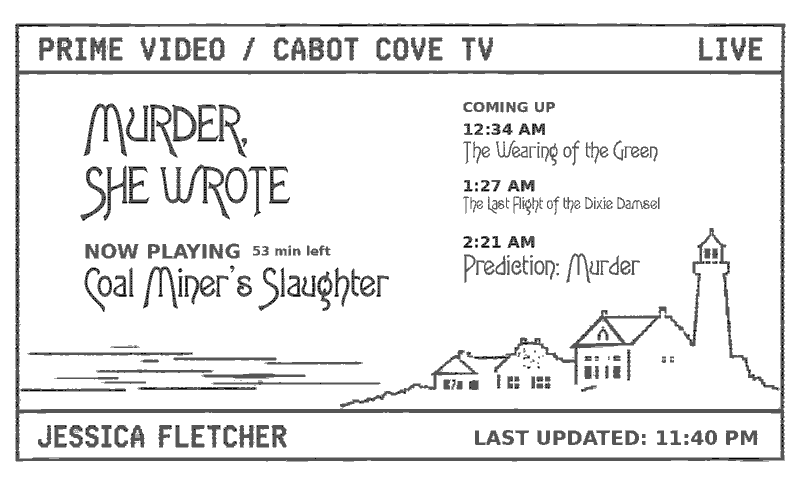 PRIME VIDEO / CABOT COVE TV
LIVE
MURDER,
SHE WROTE
NOW PLAYING 53 min left
Coal Miner's Slaughter
COMING UP
12:34 AM
The Wearing of the Green
1:27 AM
The Last Flight of the Dixie Damsel
2:21 AM
Prediction: Murder
JESSICA FLETCHER
LAST UPDATED: 11:40 PM